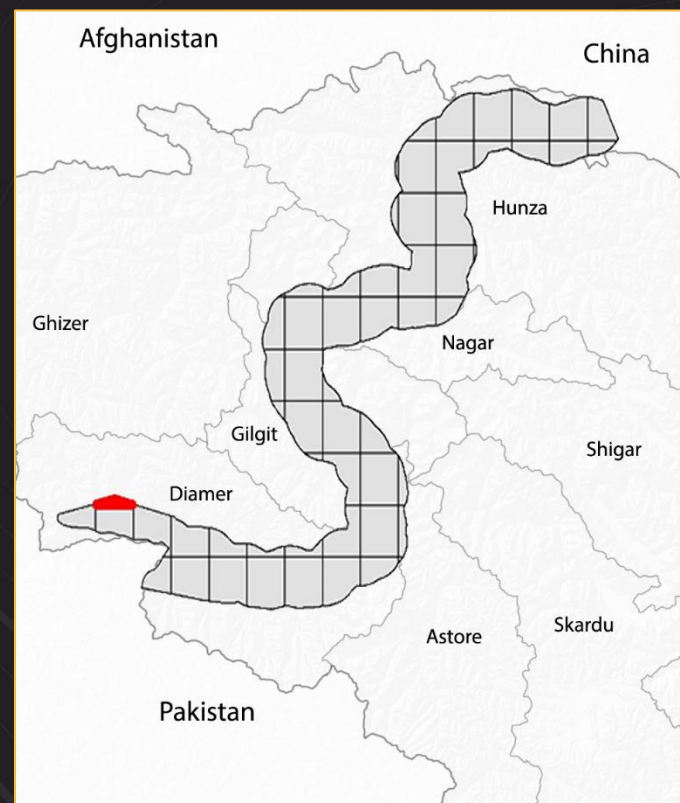 Afghanistan
China
Hunza
Ghizer
Nagar
Gilgit
Shigar
Diamer
Skardu
Astore
Pakistan